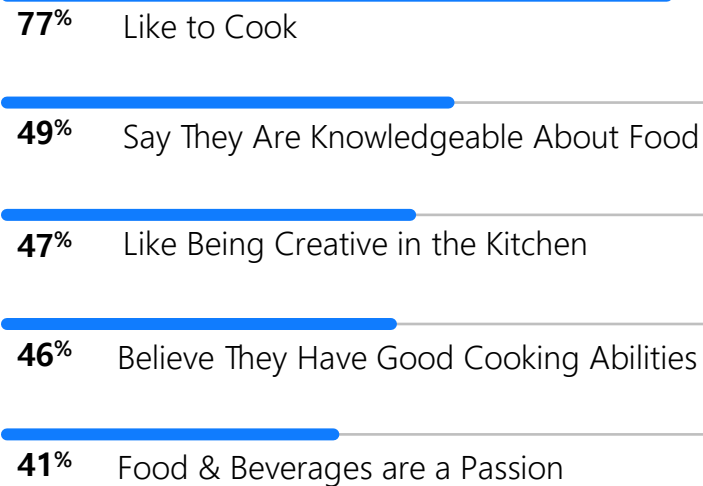 77% Like to Cook
49% Say They Are Knowledgeable About Food
47% Like Being Creative in the Kitchen
46% Believe They Have Good Cooking Abilities
41% Food & Beverages are a Passion